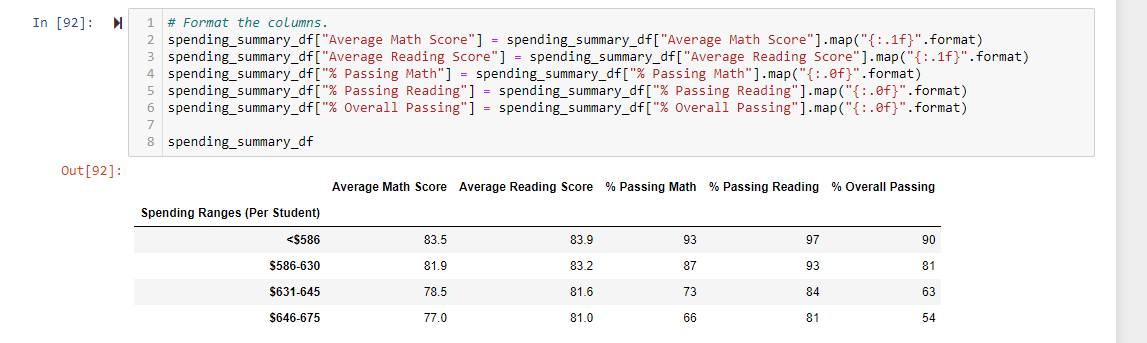 In [92]:
1 # Format the columns.
2 spending_summary_df["Average Math Score"] = spending_summary_df["Average Math Score"].map("{:.1f}".format)
3 spending_summary_df["Average Reading Score"] = spending_summary_df["Average Reading Score"].map("{:.1f}".format)
4 spending_summary_df["% Passing Math"] = spending_summary_df["% Passing Math"].map("{:.0f}".format)
5 spending_summary_df["% Passing Reading"] = spending_summary_df["% Passing Reading"].map("{:.0f}".format)
6 spending_summary_df["% Overall Passing"] = spending_summary_df["% Overall Passing"].map("{:.0f}".format)
7
8 spending_summary_df
Out[92]:
Average Math Score Average Reading Score % Passing Math % Passing Reading % Overall Passing
Spending Ranges (Per Student)
<$586 83.5 83.9 93 97 90
$586-630 81.9 83.2 87 93 81
$631-645 78.5 81.6 73 84 63
$646-675 77.0 81.0 66 81 54